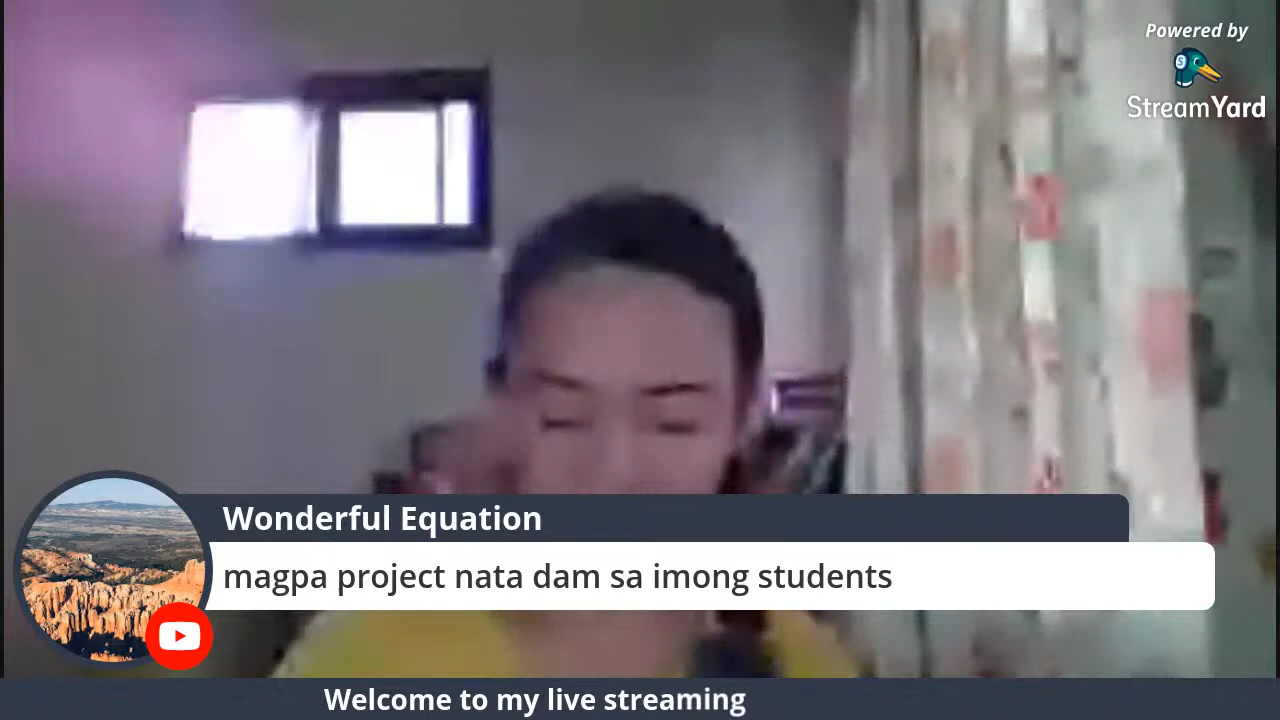 Powered by
StreamYard
Wonderful Equation
magpa project nata dam sa imong students
Welcome to my live streaming